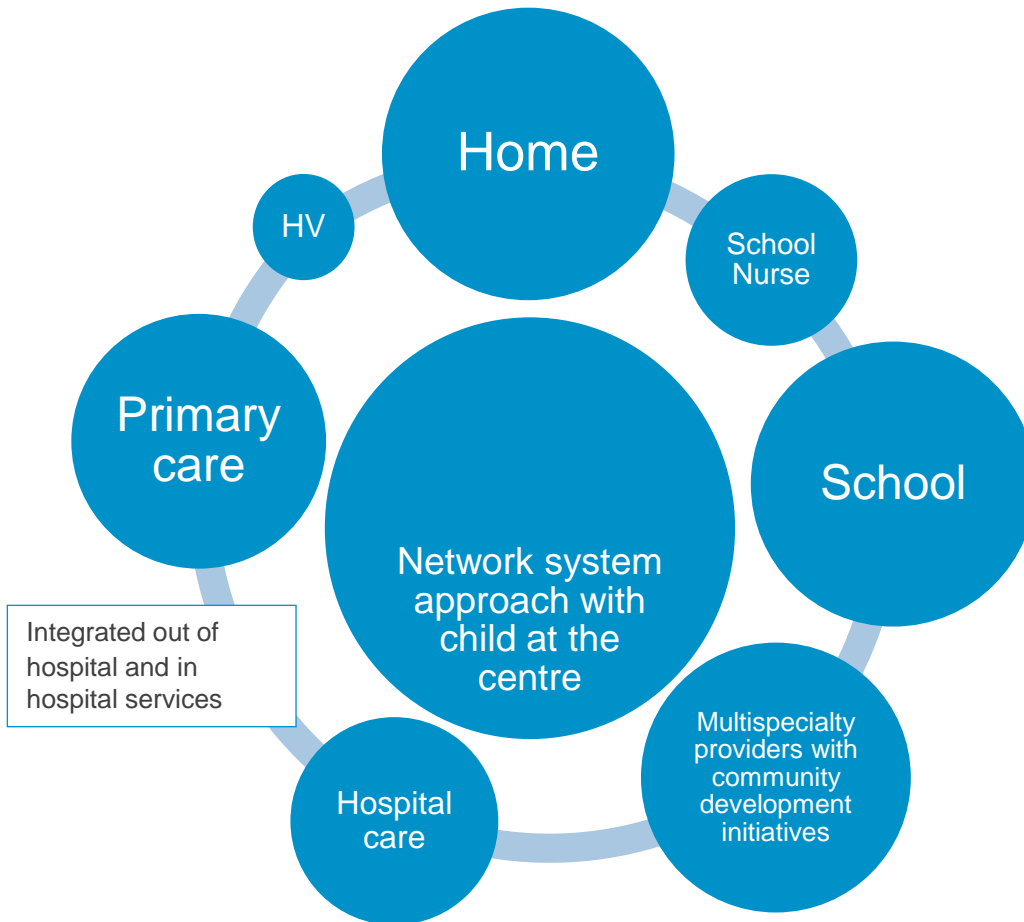 Home
HV
School
Nurse
Primary
care
School
Network system
approach with
child at the
centre
Integrated out of
hospital and in
hospital services
Multispecialty
providers with
community
development
initiatives
Hospital
care